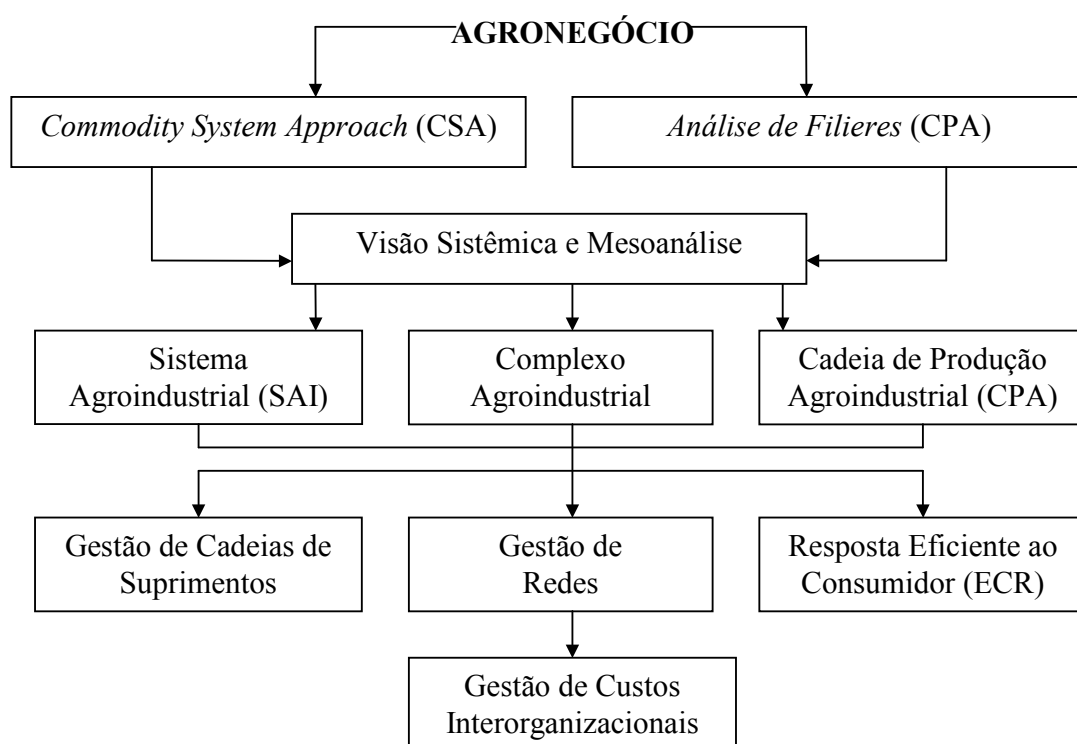 AGRONEGÓCIO
Commodity System Approach (CSA)
Análise de Filieres (CPA)
Visão Sistêmica e Mesoanálise
Sistema
Agroindustrial (SAI)
Complexo
Agroindustrial
Cadeia de Produção
Agroindustrial (CPA)
Gestão de Cadeias de
Suprimentos
Gestão de
Redes
Resposta Eficiente ao
Consumidor (ECR)
Gestão de Custos
Interorganizacionais